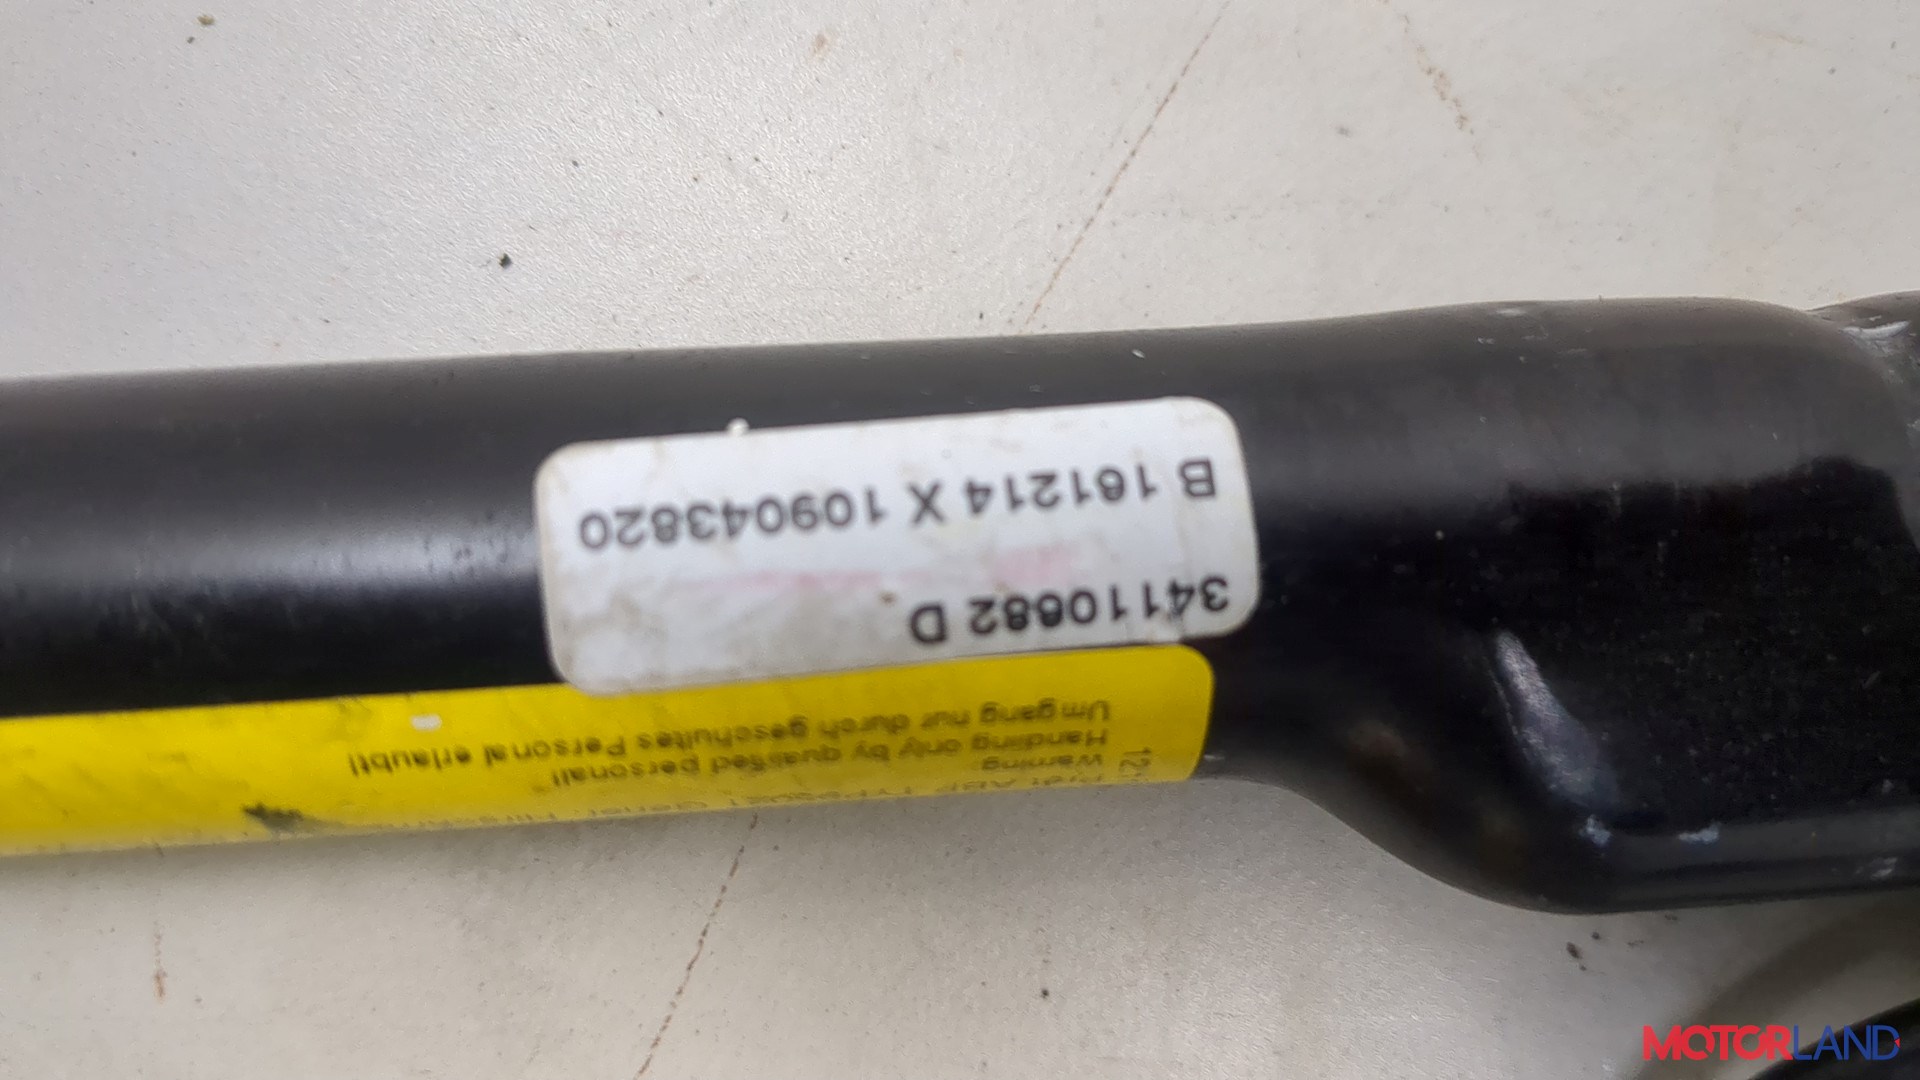 Warning:
Handling only by qualified personal!
Umgang nur durch geschultes Personal erlaubt!
34110682 D
B 161214 X 109043820
MOTORLAND